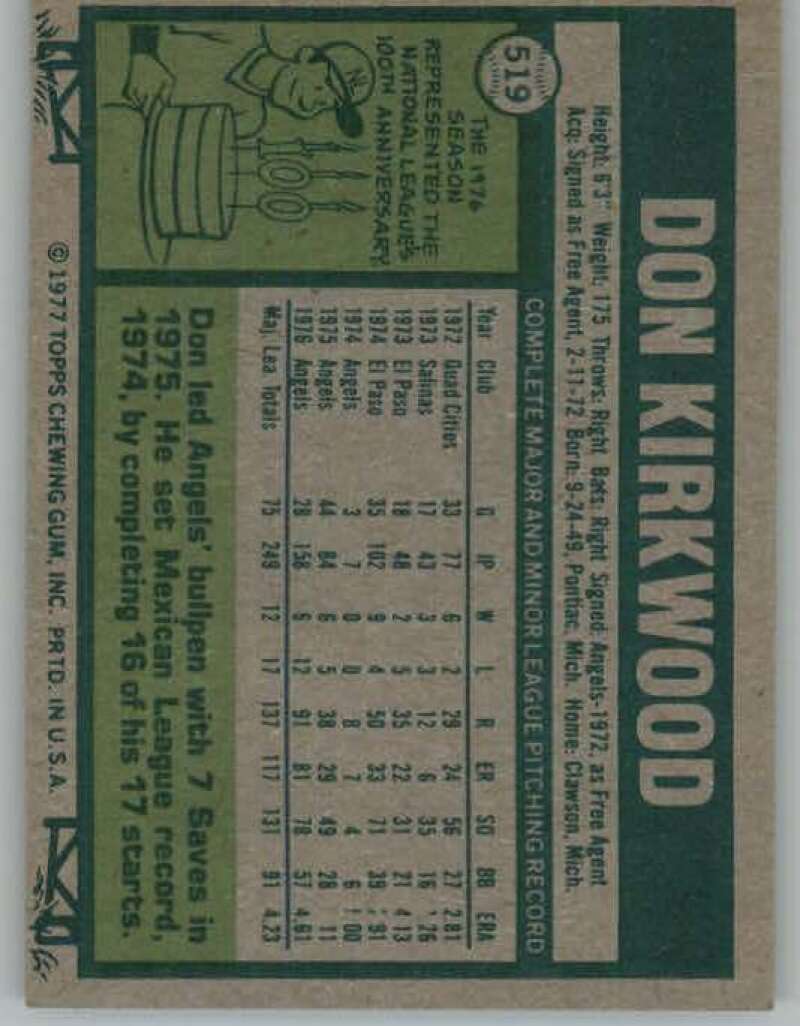 519
DON KIRKWOOD
Height: 6'3" Weight: 175 Throws: Right Bats: Right Signed: Angels-1972, as Free Agent
Acq: Signed as Free Agent, 2-11-72 Born: 9-24-49, Pontiac, Mich. Home: Clawson, Mich.
COMPLETE MAJOR AND MINOR LEAGUE PITCHING RECORD
Year Club G IP W L R ER SO BB ERA
1972 Quad Cities 33 77 6 2 29 24 56 27 2.81
1973 Salinas 17 43 3 3 12 6 35 16 1.26
1973 El Paso 18 48 2 5 35 22 31 21 4.13
1974 El Paso 35 102 9 4 50 33 71 39 .91
1974 Angels 3 7 0 0 8 7 4 6
1975 Angels 44 84 6 5 38 29 49 28 11
1976 Angels 28 158 6 12 91 81 78 57 4.61
Maj. Lea. Totals 75 249 12 17 137 117 131 91 4.23
THE 1976
SEASON
REPRESENTED THE
NATIONAL LEAGUE'S
100TH ANNIVERSARY
NL
100
Don led Angels' bullpen with 7 Saves in
1975. He set Mexican League record,
1974, by completing 16 of his 17 starts.
© 1977 TOPPS CHEWING GUM, INC. PRTD. IN U.S.A.